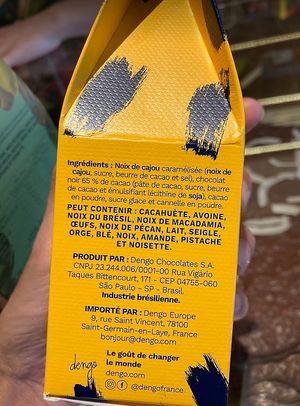 Ingrédients : Noix de cajou caramélisée (noix de
cajou, sucre, beurre de cacao et sel), chocolat
noir 65 % de cacao (pâte de cacao, sucre, beurre de
cacao et émulsifiant lécithrine de soja), cacao
en poudre, sucre glace et cannelle en poudre.
PEUT CONTENIR : CACAHUÈTE, AVOINE,
NOIX DU BRÉSIL, NOIX DE MACADAMIA,
ŒUFS, NOIX DE PÉCAN, LAIT, SEIGLE,
ORGE, BLÉ, NOIX, AMANDE, PISTACHE
ET NOISETTE.
PRODUIT PAR : Dengo Chocolates S.A.
CNPJ 23.244.006/0001-00 Rua Vigário
Taques Bittencourt, 171 - CEP 04755-060
São Paulo - SP - Brasil.
Industrie brésilienne.
IMPORTÉ PAR : Dengo Europe
9, rue Saint Vincent, 78100
Saint-Germain-en-Laye, France
bonjour@dengo.com
dengo
Le goût de changer
le monde
dengo.com
@dengofrance